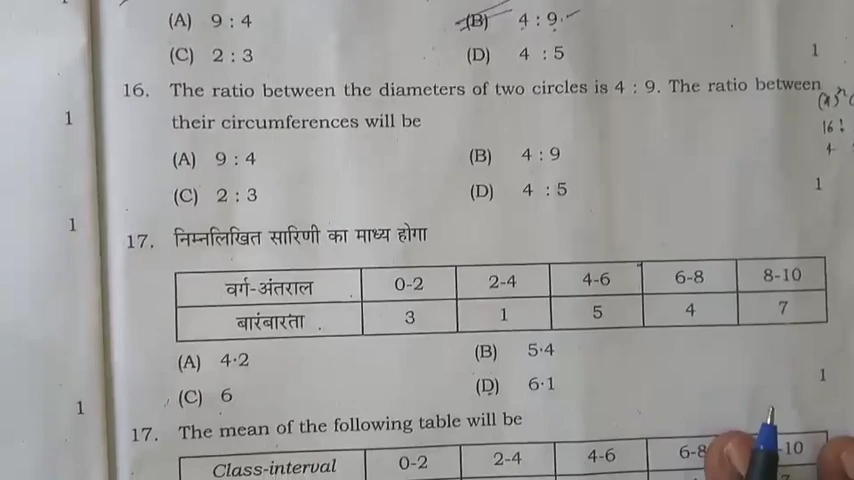 (A) 9 : 4 (B) 4 : 9
(C) 2 : 3 (D) 4 : 5 1
16. The ratio between the diameters of two circles is 4 : 9. The ratio between
1 their circumferences will be
16 :
4
(A) 9 : 4 (B) 4 : 9
(C) 2 : 3 (D) 4 : 5 1
1
17. निम्नलिखित सारिणी का माध्य होगा
वर्ग-अंतराल 0-2 2-4 4-6 6-8 8-10
बारंबारता 3 1 5 4 7
(A) 4·2 (B) 5·4
(C) 6 (D) 6·1 1
1
17. The mean of the following table will be
Class-interval 0-2 2-4 4-6 6-8 -10